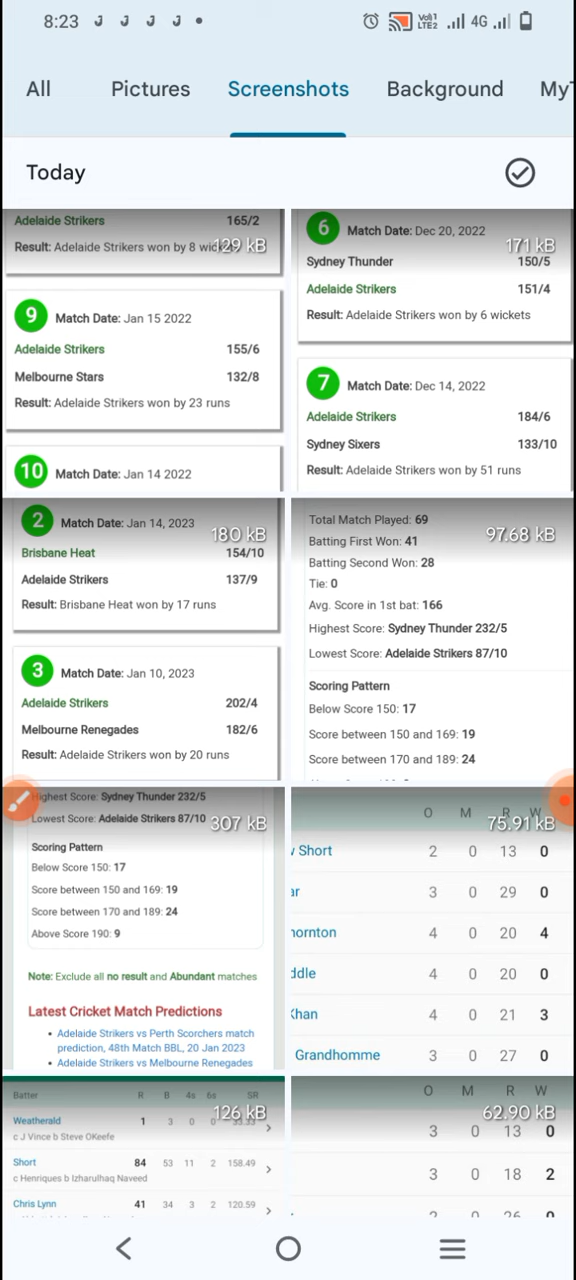 8:23
4G
All Pictures Screenshots Background
Today
Adelaide Strikers 165/2
Result: Adelaide Strikers won by 8
129 kB
9 Match Date: Jan 15 2022
Adelaide Strikers 155/6
Melbourne Stars 132/8
Result: Adelaide Strikers won by 23 runs
10 Match Date: Jan 14 2022
6 Match Date: Dec 20, 2022
171 kB
Sydney Thunder 150/5
Adelaide Strikers 151/4
Result: Adelaide Strikers won by 6 wickets
7 Match Date: Dec 14, 2022
Adelaide Strikers 184/6
Sydney Sixers 133/10
Result: Adelaide Strikers won by 51 runs
2 Match Date: Jan 14, 2023
180 kB
Brisbane Heat 154/10
Adelaide Strikers 137/9
Result: Brisbane Heat won by 17 runs
3 Match Date: Jan 10, 2023
Adelaide Strikers 202/4
Melbourne Renegades 182/6
Result: Adelaide Strikers won by 20 runs
Total Match Played: 69
97.68 kB
Batting First Won: 41
Batting Second Won: 28
Tie: 0
Avg. Score in 1st bat: 166
Highest Score: Sydney Thunder 232/5
Lowest Score: Adelaide Strikers 87/10
Scoring Pattern
Below Score 150: 17
Score between 150 and 169: 19
Score between 170 and 189: 24
Highest Score: Sydney Thunder 232/5
Lowest Score: Adelaide Strikers 87/10
307 kB
Scoring Pattern
Below Score 150: 17
Score between 150 and 169: 19
Score between 170 and 189: 24
Above Score 190: 9
Note: Exclude all no result and Abundant matches
Latest Cricket Match Predictions
• Adelaide Strikers vs Perth Scorchers match
prediction, 48th Match BBL, 20 Jan 2023
• Adelaide Strikers vs Melbourne Renegades
O M R W
75.91 kB
Short 2 0 13 0
ar 3 0 29 0
hornton 4 0 20 4
ddle 4 0 20 0
Khan 4 0 21 3
Grandhomme 3 0 27 0
Batter R B 4s 6s SR
126 kB
Weatherald 1 3 0 0 33.33
c J Vince b Steve OKeefe
Short 84 53 11 2 158.49
c Henriques b Izharulhaq Naveed
Chris Lynn 41 34 3 2 120.59
O M R W
62.90 kB
3 0 13 0
3 0 18 2